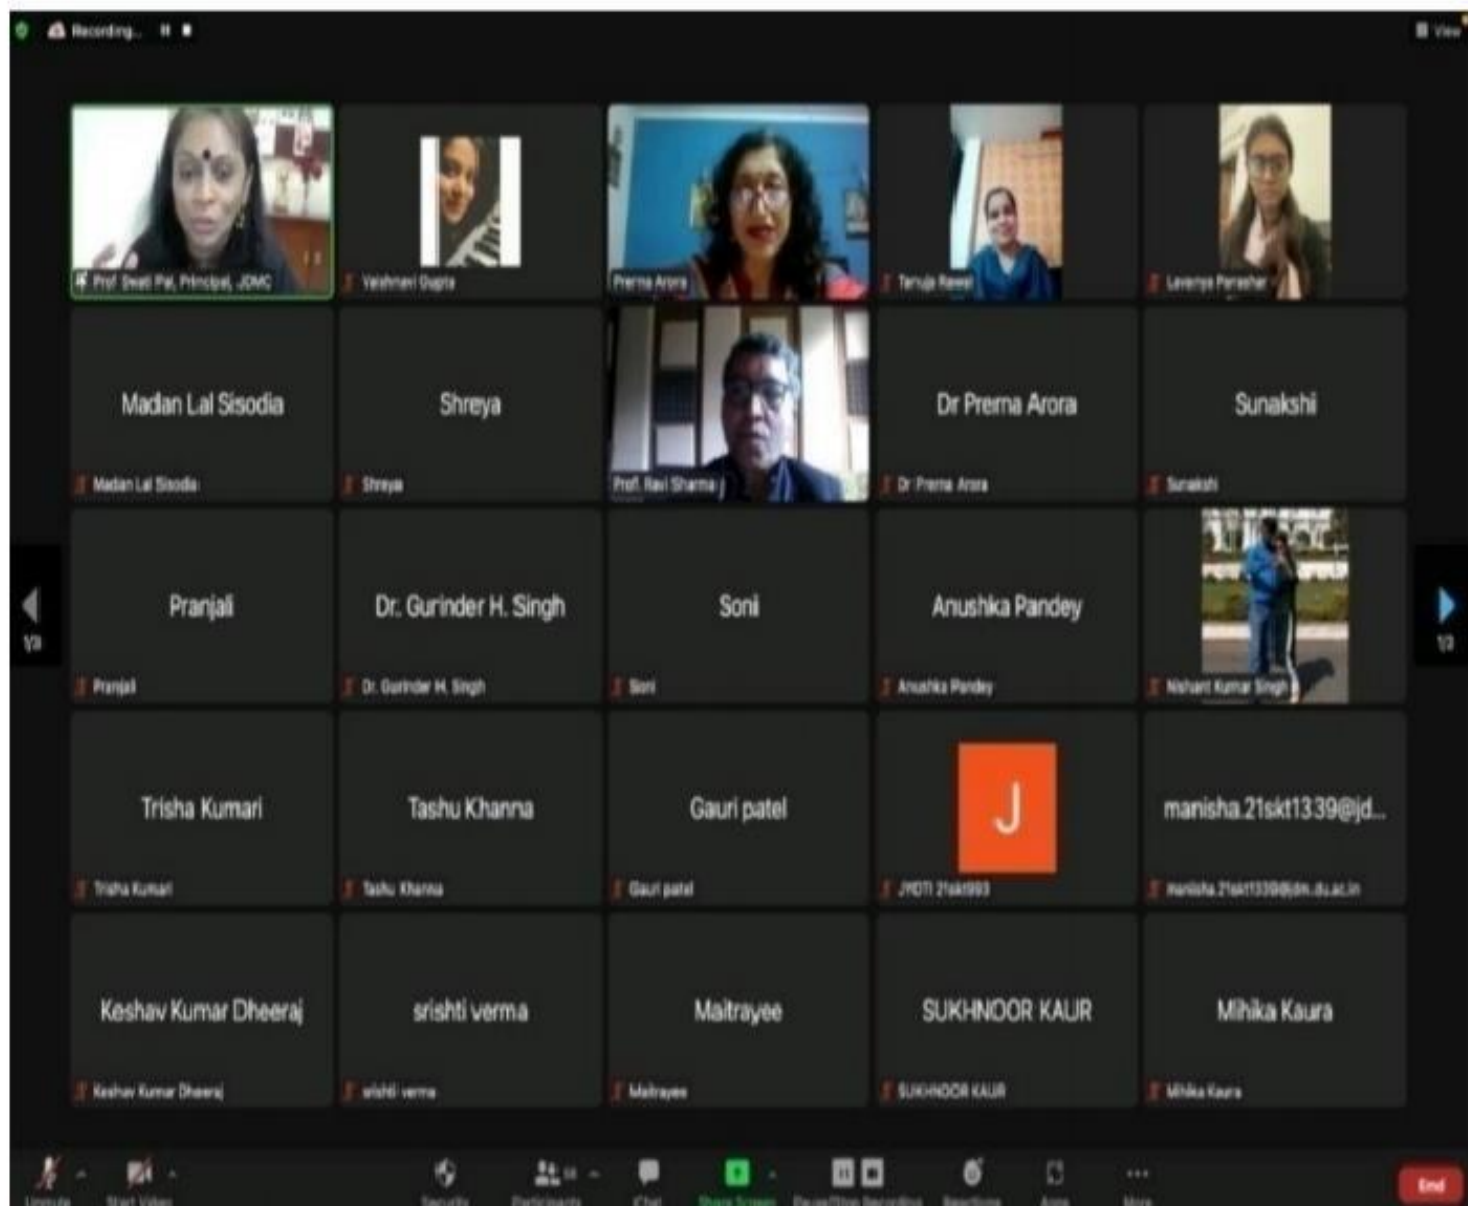 Recording...
View
Prof. Swati Pal, Principal, JDMC
Vaishnavi Gupta
Prerna Arora
Tanuja Rawat
Lavanya Parashar
Madan Lal Sisodia
Shreya
Dr Prerna Arora
Sunakshi
Madan Lal Sisodia
Shreya
Prof. Ravi Sharma
Dr Prerna Arora
Sunakshi
Pranjali
Dr. Gurinder H. Singh
Soni
Anushka Pandey
1/3
1/3
Pranjali
Dr. Gurinder H. Singh
Soni
Anushka Pandey
Nishant Kumar Singh
Trisha Kumari
Tashu Khanna
Gauri patel
J
manisha.21skt1339@jd...
Trisha Kumari
Tashu Khanna
Gauri patel
JYOTI 21skt993
manisha.21skt1339@jdm.du.ac.in
Keshav Kumar Dheeraj
srishti verma
Maitrayee
SUKHNOOR KAUR
Mihika Kaura
Keshav Kumar Dheeraj
srishti verma
Maitrayee
SUKHNOOR KAUR
Mihika Kaura
Unmute
Start Video
Security
Participants
Chat
Share Screen
Pause/Stop Recording
Reactions
Apps
More
End